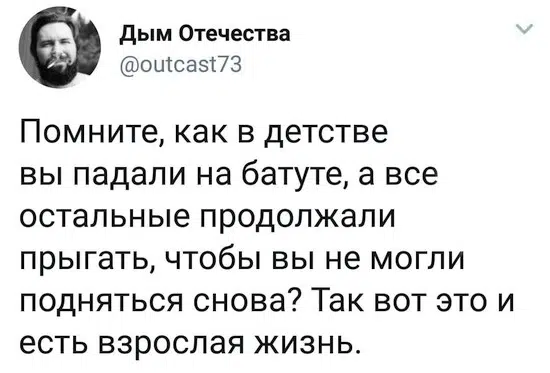 Дым Отечества
@outcast73
Помните, как в детстве
вы падали на батуте, а все
остальные продолжали
прыгать, чтобы вы не могли
подняться снова? Так вот это и
есть взрослая жизнь.